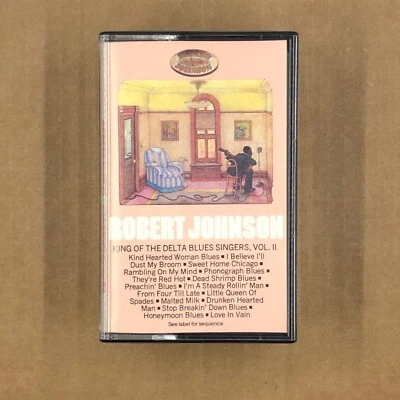 ROBERT JOHNSON
KING OF THE DELTA BLUES SINGERS, VOL. II
Kind Hearted Woman Blues ▪ I Believe I'll
Dust My Broom ▪ Sweet Home Chicago ▪
Rambling On My Mind ▪ Phonograph Blues ▪
They're Red Hot ▪ Dead Shrimp Blues ▪
Preachin' Blues ▪ I'm A Steady Rollin' Man ▪
From Four Till Late ▪ Little Queen Of
Spades ▪ Malted Milk ▪ Drunken Hearted
Man ▪ Stop Breakin' Down Blues ▪
Honeymoon Blues ▪ Love In Vain
See label for sequence.